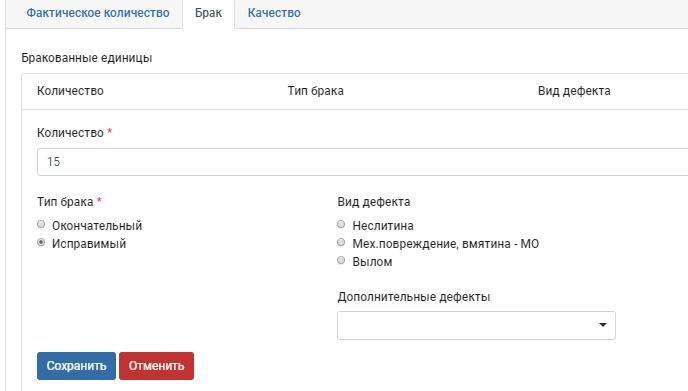 Фактическое количество Брак Качество
Бракованные единицы
Количество Тип брака Вид дефекта
Количество *
15
Тип брака * Вид дефекта
Окончательный Неслитина
Исправимый Мех.повреждение, вмятина - МО
Вылом
Дополнительные дефекты
Сохранить Отменить